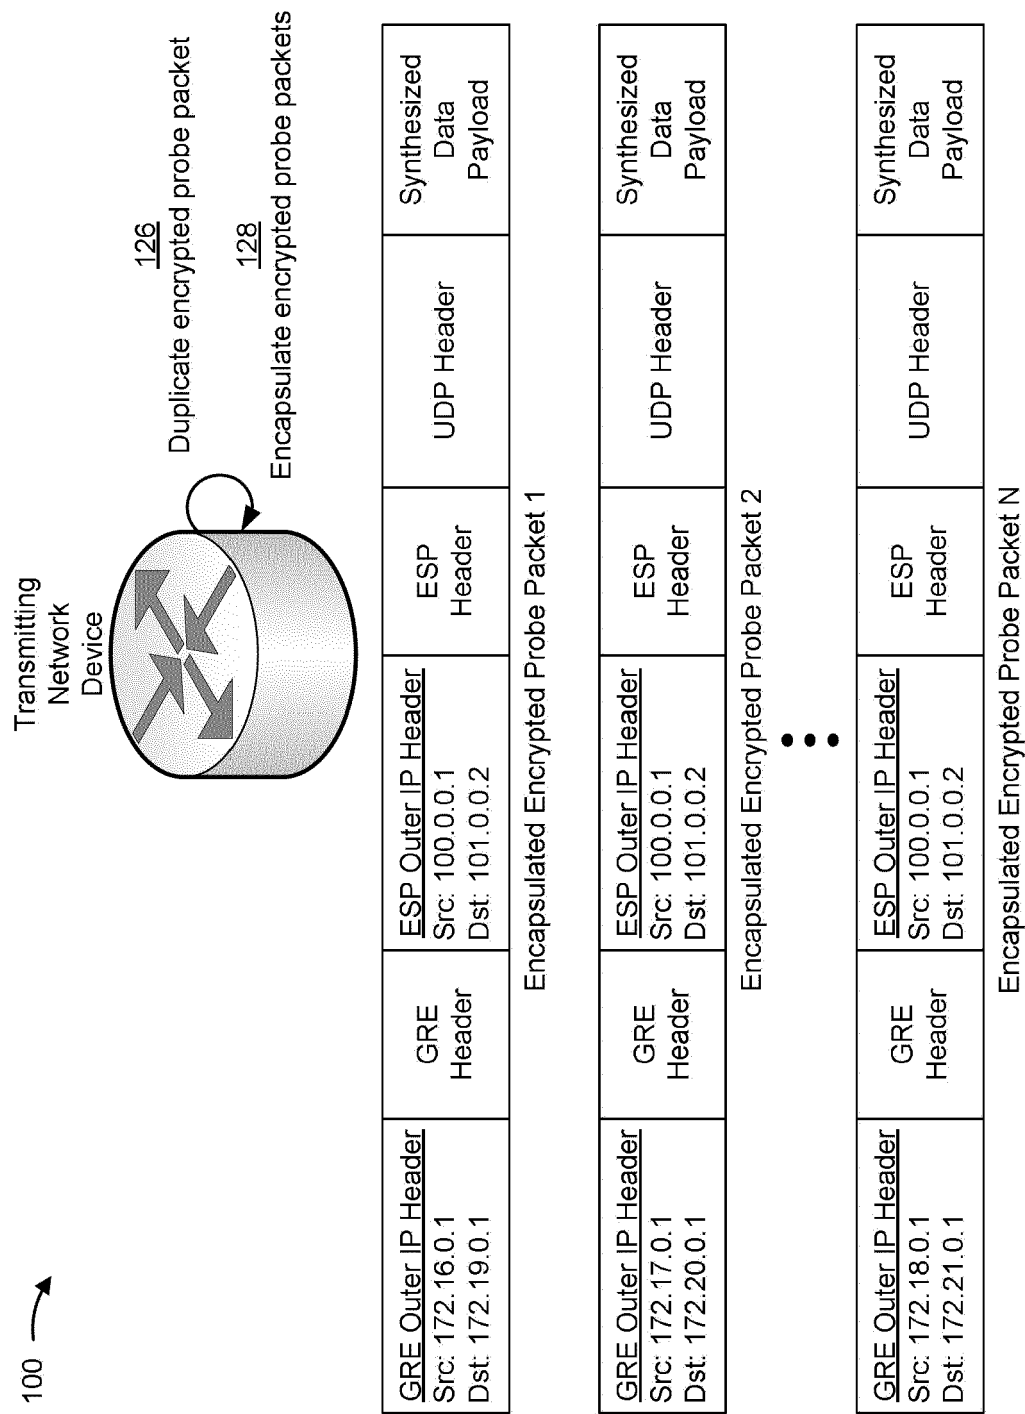 100
Transmitting
Network
Device
126
Duplicate encrypted probe packet
128
Encapsulate encrypted probe packets
GRE Outer IP Header
Src: 172.16.0.1
Dst: 172.19.0.1
GRE
Header
ESP Outer IP Header
Src: 100.0.0.1
Dst: 101.0.0.2
ESP
Header
UDP Header
Synthesized
Data
Payload
Encapsulated Encrypted Probe Packet 1
GRE Outer IP Header
Src: 172.17.0.1
Dst: 172.20.0.1
GRE
Header
ESP Outer IP Header
Src: 100.0.0.1
Dst: 101.0.0.2
ESP
Header
UDP Header
Synthesized
Data
Payload
Encapsulated Encrypted Probe Packet 2
GRE Outer IP Header
Src: 172.18.0.1
Dst: 172.21.0.1
GRE
Header
ESP Outer IP Header
Src: 100.0.0.1
Dst: 101.0.0.2
ESP
Header
UDP Header
Synthesized
Data
Payload
Encapsulated Encrypted Probe Packet N